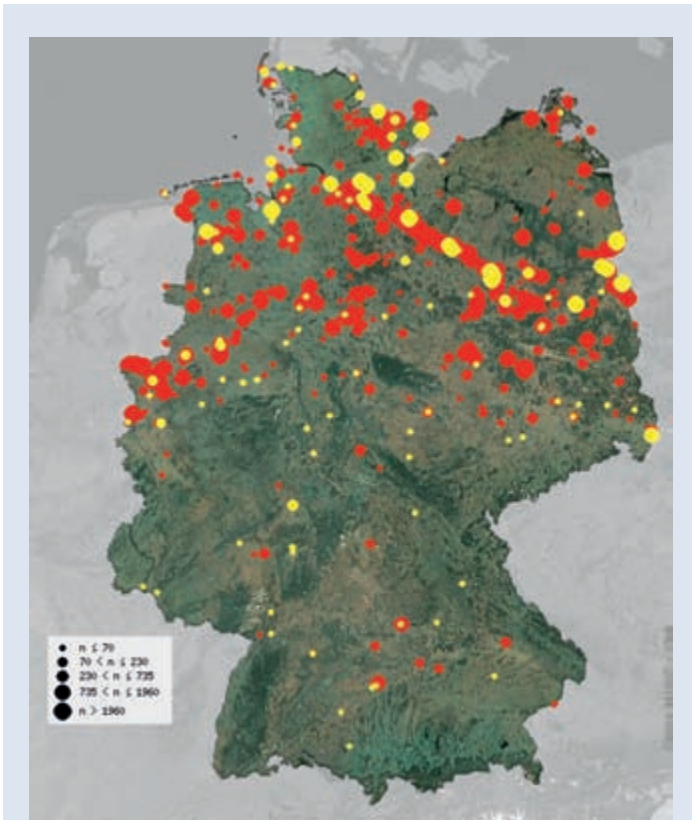 n ≤ 70
70 < n ≤ 230
230 < n ≤ 735
735 < n ≤ 1960
n > 1960